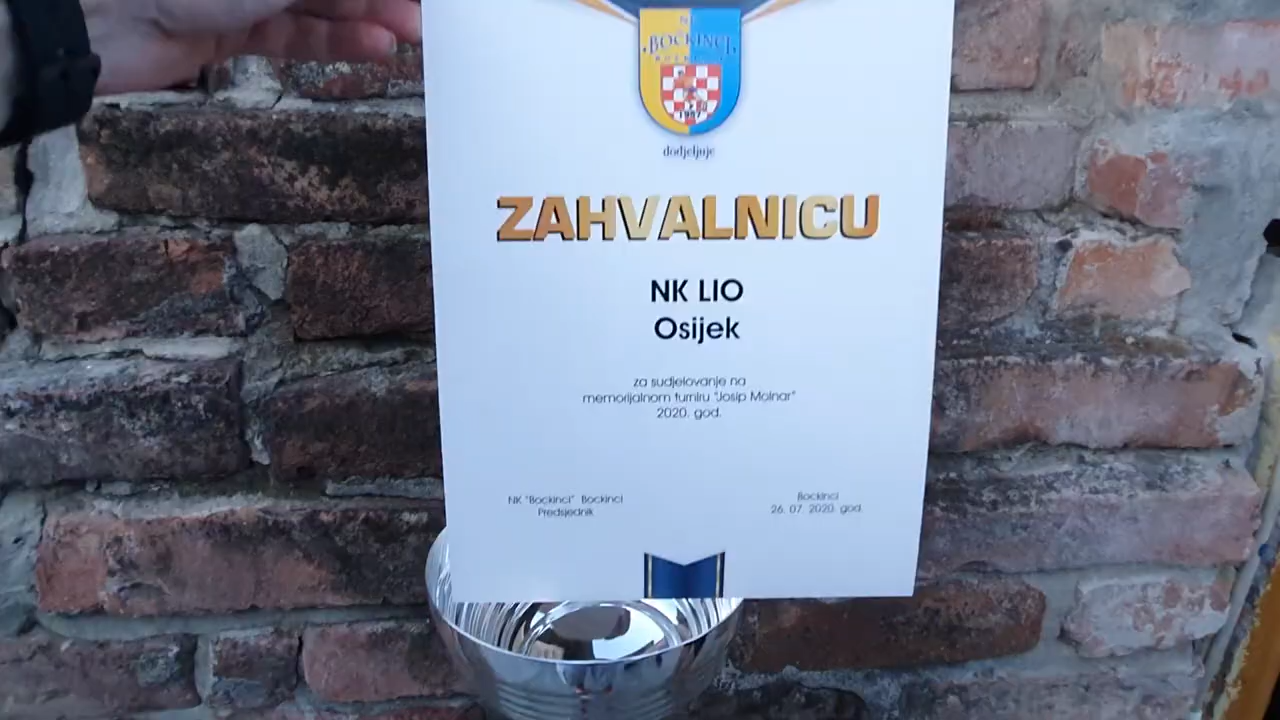 BOCKINCI
1957
dodjeljuje
ZAHVALNICU
NK LIO
Osijek
za sudjelovanje na
memorijalnom turniru "Josip Molnar"
2020. god.
NK "Bockinci" Bockinci
Predsjednik
Bockinci
26. 07. 2020. god.